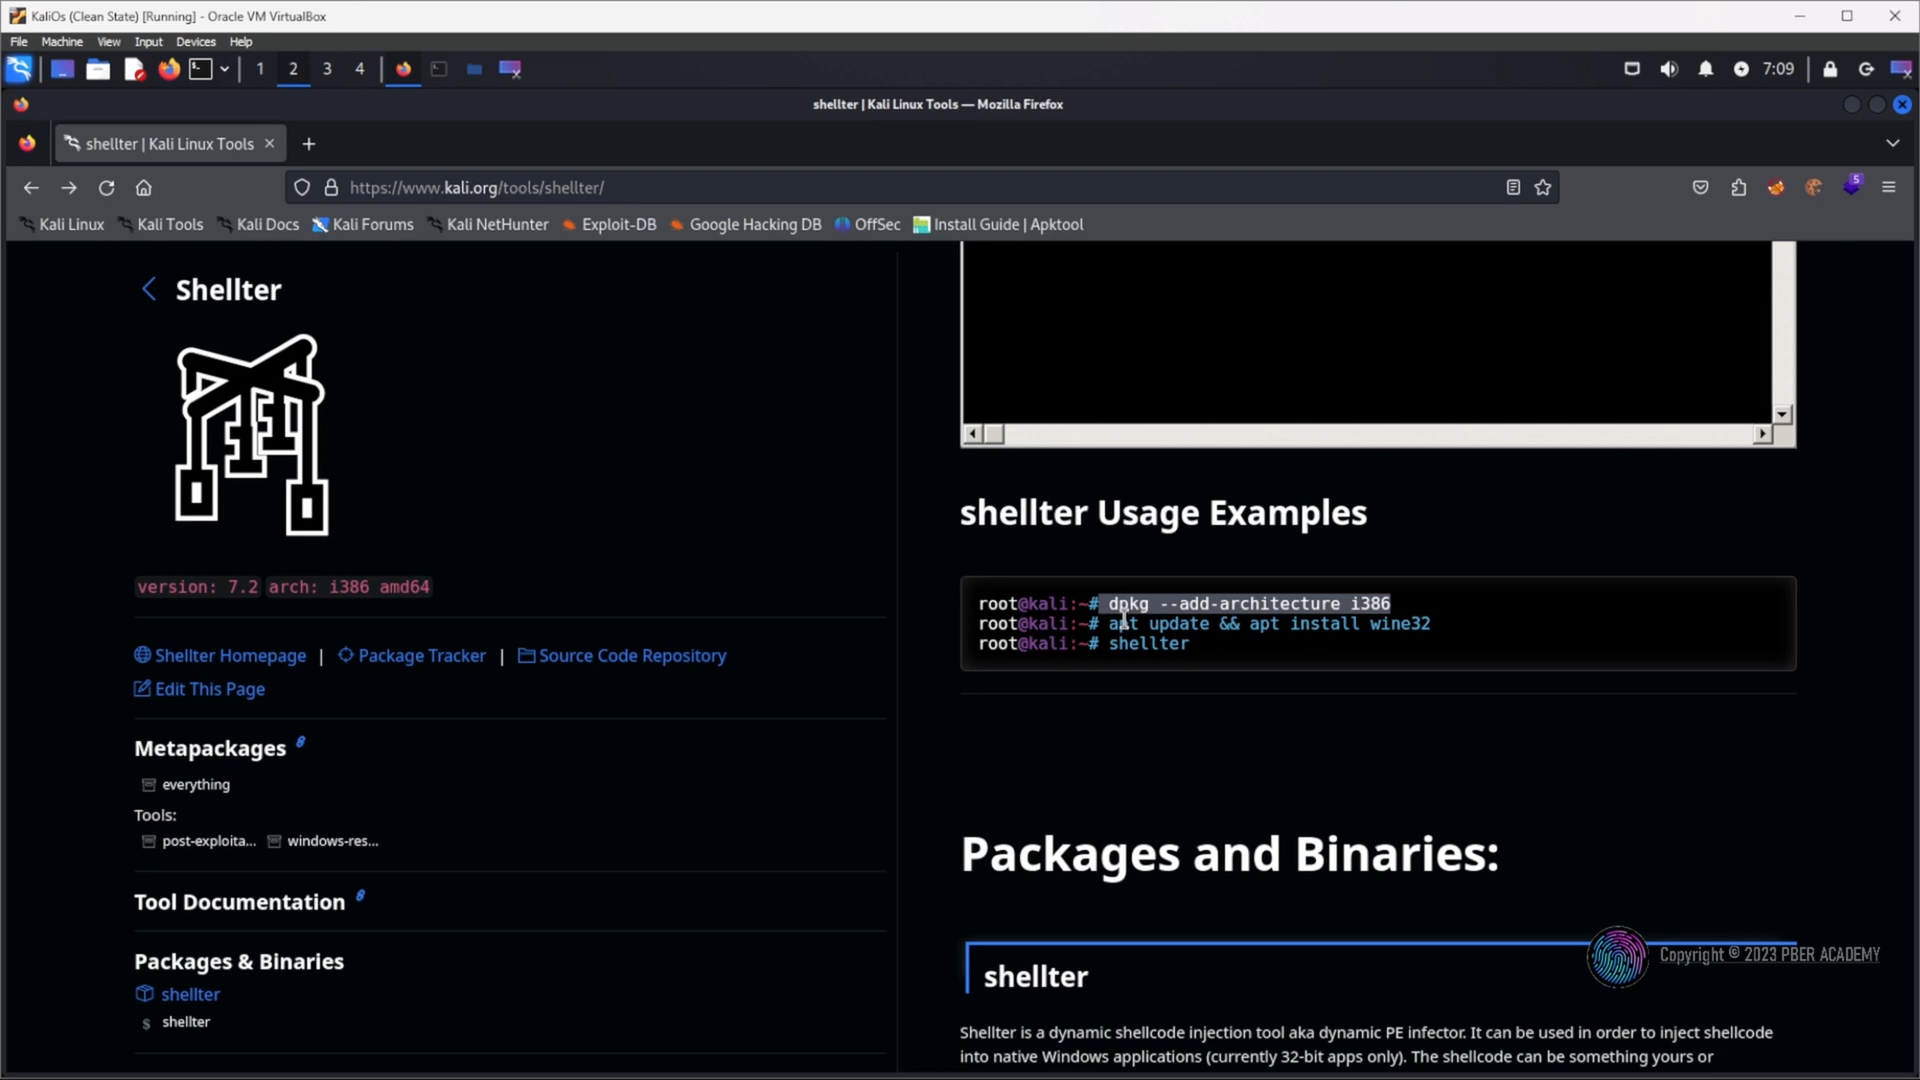 KaliOs (Clean State) [Running] - Oracle VM VirtualBox
File Machine View Input Devices Help
1 2 3 4 7:09
shellter | Kali Linux Tools — Mozilla Firefox
shellter | Kali Linux Tools
https://www.kali.org/tools/shellter/
5
Kali Linux Kali Tools Kali Docs Kali Forums Kali NetHunter Exploit-DB Google Hacking DB OffSec Install Guide | Apktool
Shellter
version: 7.2 arch: i386 amd64
Shellter Homepage | Package Tracker | Source Code Repository
Edit This Page
Metapackages
everything
Tools:
post-exploita... windows-res...
Tool Documentation
Packages & Binaries
shellter
$ shellter
shellter Usage Examples
root@kali:~# dpkg --add-architecture i386
root@kali:~# apt update && apt install wine32
root@kali:~# shellter
Packages and Binaries:
shellter
Copyright © 2023 PBER ACADEMY
Shellter is a dynamic shellcode injection tool aka dynamic PE infector. It can be used in order to inject shellcode
into native Windows applications (currently 32-bit apps only). The shellcode can be something yours or